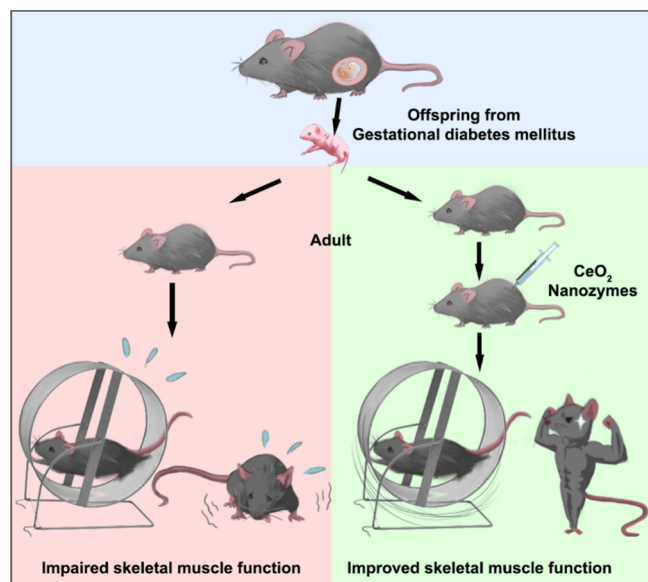 Offspring from
Gestational diabetes mellitus
Adult
CeO₂
Nanozymes
Impaired skeletal muscle function
Improved skeletal muscle function